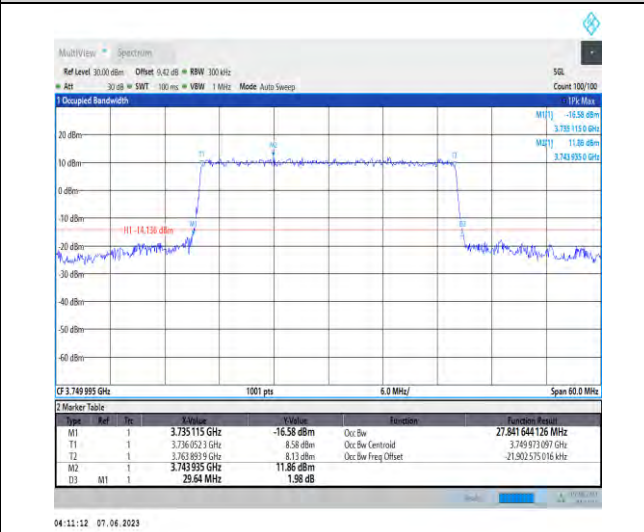 MultiView Spectrum
Ref Level 30.00 dBm Offset 9.42 dB RBW 300 kHz SGL
Att 30 dB SWT 100 ms VBW 1 MHz Mode Auto Sweep Count 100/100
1 Occupied Bandwidth 1Pk Max
M1[1] -16.58 dBm
3.735 115 0 GHz
M2[1] 11.86 dBm
3.743 935 0 GHz
20 dBm
M2
T1 T2
10 dBm
0 dBm
-10 dBm
M1 D3
H1 -14.136 dBm
-20 dBm
-30 dBm
-40 dBm
-50 dBm
-60 dBm
CF 3.749 995 GHz 1001 pts 6.0 MHz/ Span 60.0 MHz
2 Marker Table
Type Ref Trc X-Value Y-Value Function Function Result
M1 1 3.735 115 GHz -16.58 dBm Occ Bw 27.841 644 126 MHz
T1 1 3.736 052 3 GHz 8.58 dBm Occ Bw Centroid 3.749 973 097 GHz
T2 1 3.763 893 9 GHz 8.13 dBm Occ Bw Freq Offset -21.902 575 016 kHz
M2 1 3.743 935 GHz 11.86 dBm
D3 M1 1 29.64 MHz 1.98 dB
04:11:12 07.06.2023